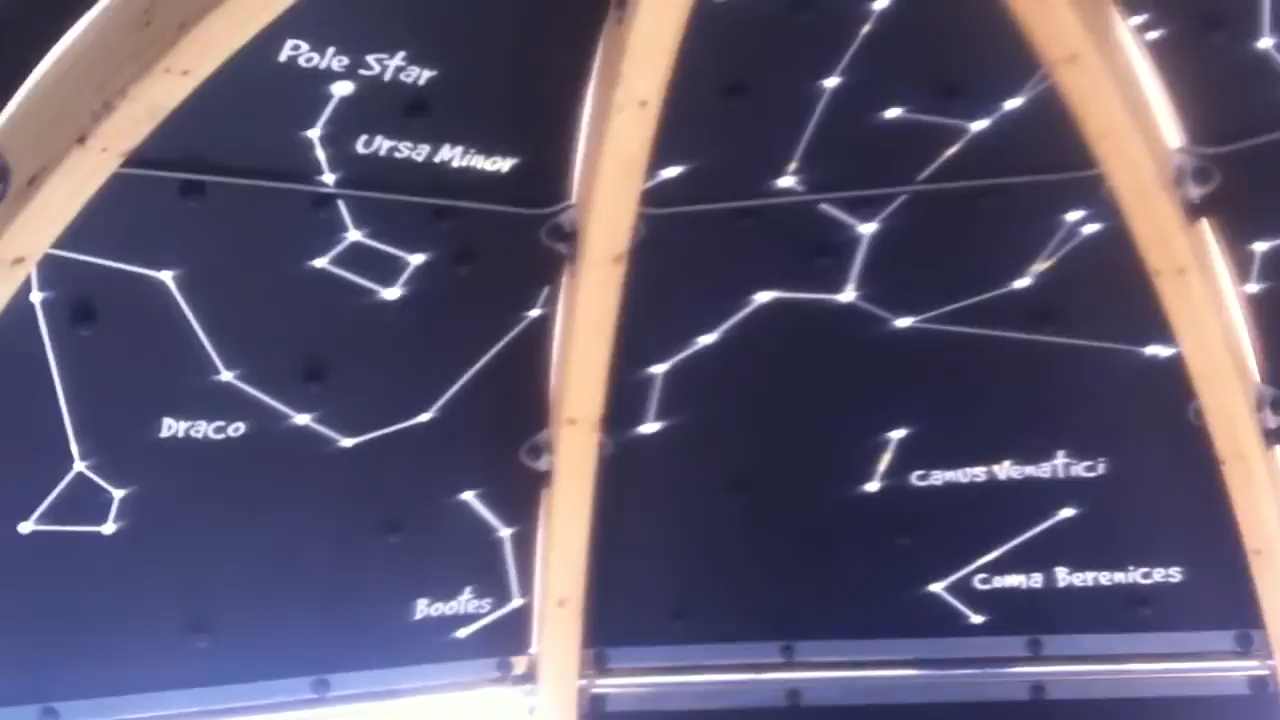 Pole Star
Ursa Minor
Draco
Bootes
Canus Venatici
Coma Berenices